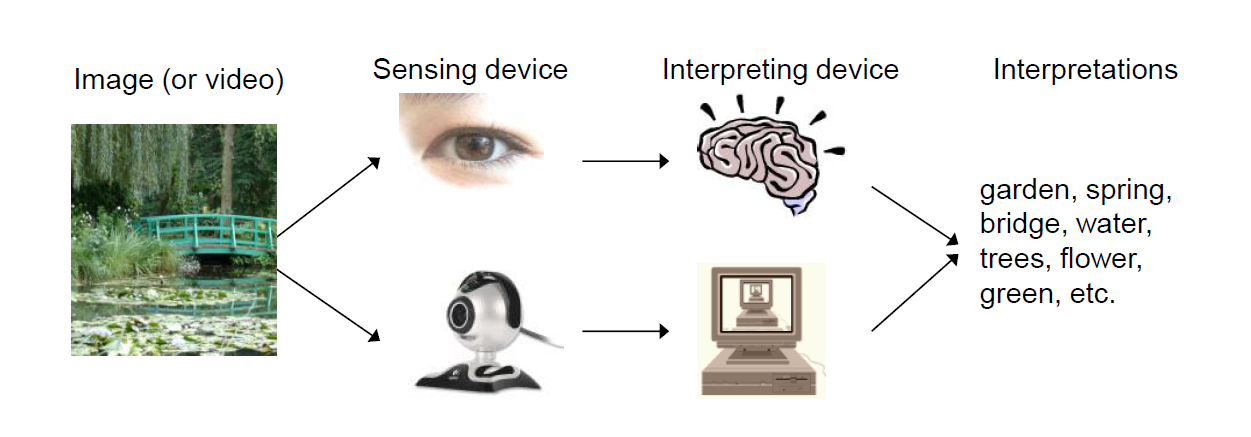 Image (or video)
Sensing device
Interpreting device
Interpretations
garden, spring,
bridge, water,
trees, flower,
green, etc.